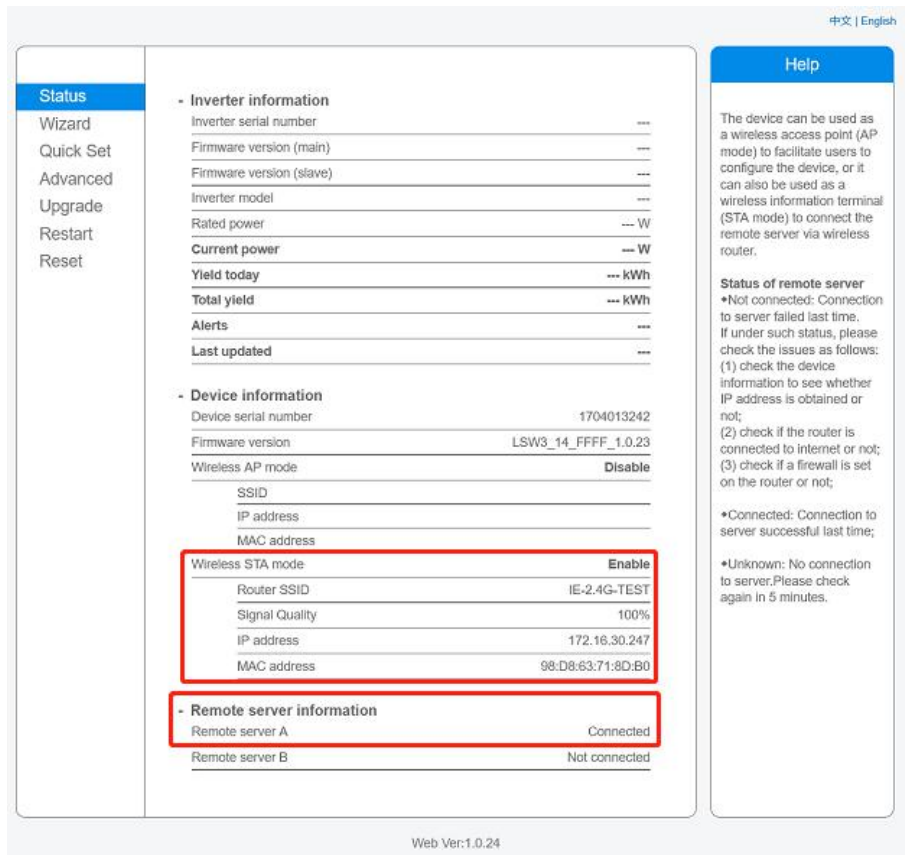 中文 | English
Status
Wizard
Quick Set
Advanced
Upgrade
Restart
Reset
- Inverter information
Inverter serial number ---
Firmware version (main) ---
Firmware version (slave) ---
Inverter model ---
Rated power --- W
Current power --- W
Yield today --- kWh
Total yield --- kWh
Alerts ---
Last updated ---
- Device information
Device serial number 1704013242
Firmware version LSW3_14_FFFF_1.0.23
Wireless AP mode Disable
SSID
IP address
MAC address
Wireless STA mode Enable
Router SSID IE-2.4G-TEST
Signal Quality 100%
IP address 172.16.30.247
MAC address 98:D8:63:71:8D:B0
- Remote server information
Remote server A Connected
Remote server B Not connected
Help
The device can be used as
a wireless access point (AP
mode) to facilitate users to
configure the device, or it
can also be used as a
wireless information terminal
(STA mode) to connect the
remote server via wireless
router.
Status of remote server
◆Not connected: Connection
to server failed last time.
If under such status, please
check the issues as follows:
(1) check the device
information to see whether
IP address is obtained or
not;
(2) check if the router is
connected to internet or not;
(3) check if a firewall is set
on the router or not;
◆Connected: Connection to
server successful last time;
◆Unknown: No connection
to server.Please check
again in 5 minutes.
Web Ver:1.0.24